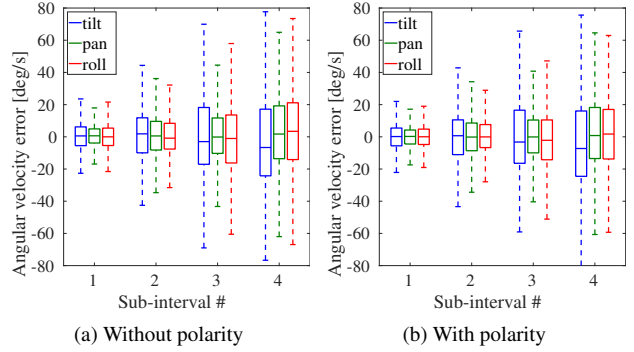 80
60
40
20
0
-20
-40
-60
-80
Angular velocity error [deg/s]
tilt
pan
roll
1 2 3 4
Sub-interval #
(a) Without polarity
80
60
40
20
0
-20
-40
-60
-80
Angular velocity error [deg/s]
tilt
pan
roll
1 2 3 4
Sub-interval #
(b) With polarity